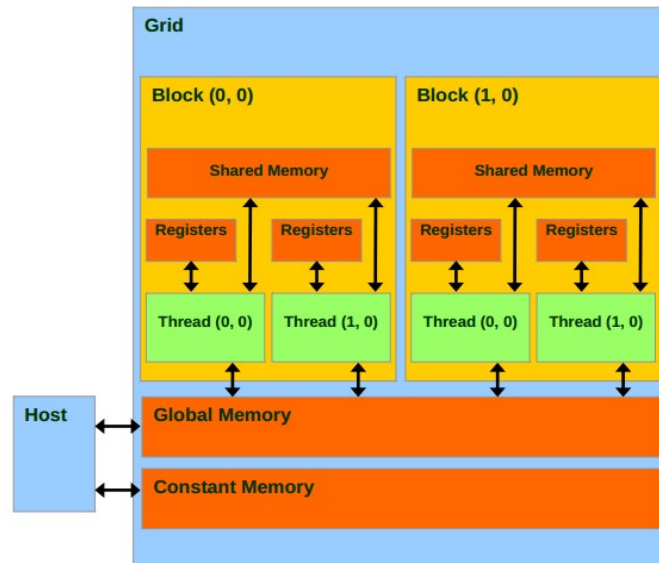 Grid
Block (0, 0)
Block (1, 0)
Shared Memory
Shared Memory
Registers
Registers
Registers
Registers
Thread (0, 0)
Thread (1, 0)
Thread (0, 0)
Thread (1, 0)
Host
Global Memory
Constant Memory